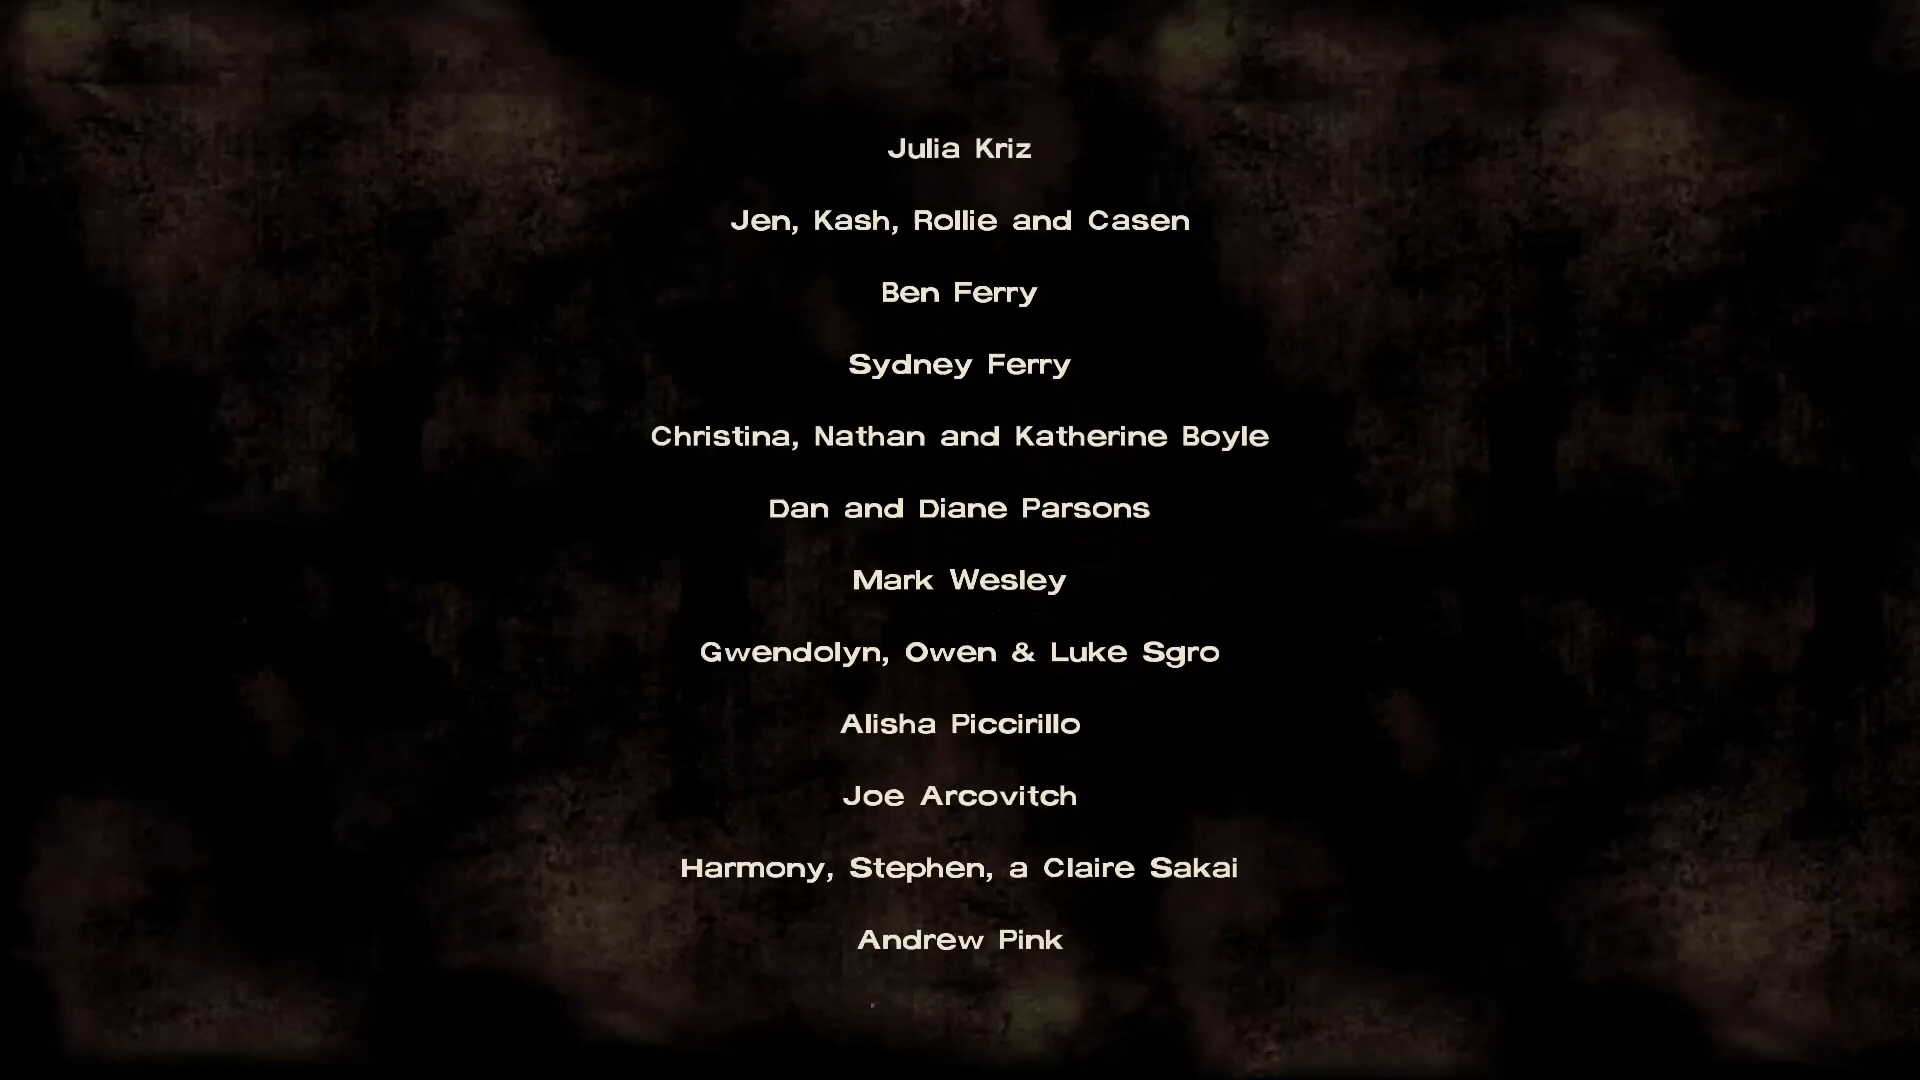 Julia Kriz
Jen, Kash, Rollie and Casen
Ben Ferry
Sydney Ferry
Christina, Nathan and Katherine Boyle
Dan and Diane Parsons
Mark Wesley
Gwendolyn, Owen & Luke Sgro
Alisha Piccirillo
Joe Arcovitch
Harmony, Stephen, a Claire Sakai
Andrew Pink